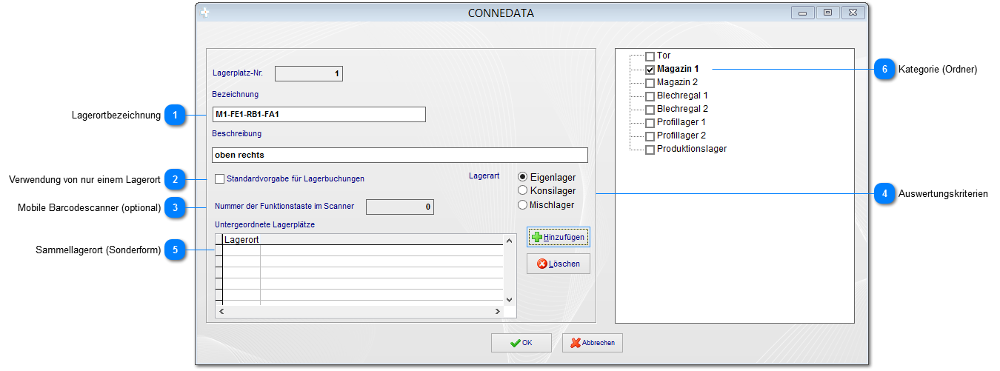 CONNEDATA
Lagerplatz-Nr. 1
Bezeichnung
M1-FE1-RB1-FA1
Beschreibung
oben rechts
Standardvorgabe für Lagerbuchungen
Lagerart
Eigenlager
Konsilager
Mischlager
Nummer der Funktionstaste im Scanner 0
Untergeordnete Lagerplätze
Lagerort
Hinzufügen
Löschen
OK
Abbrechen
Tor
Magazin 1
Magazin 2
Blechregal 1
Blechregal 2
Profillager 1
Profillager 2
Produktionslager
Lagerortbezeichnung 1
Verwendung von nur einem Lagerort 2
Mobile Barcodescanner (optional) 3
Sammellagerort (Sonderform) 5
6 Kategorie (Ordner)
4 Auswertungskriterien